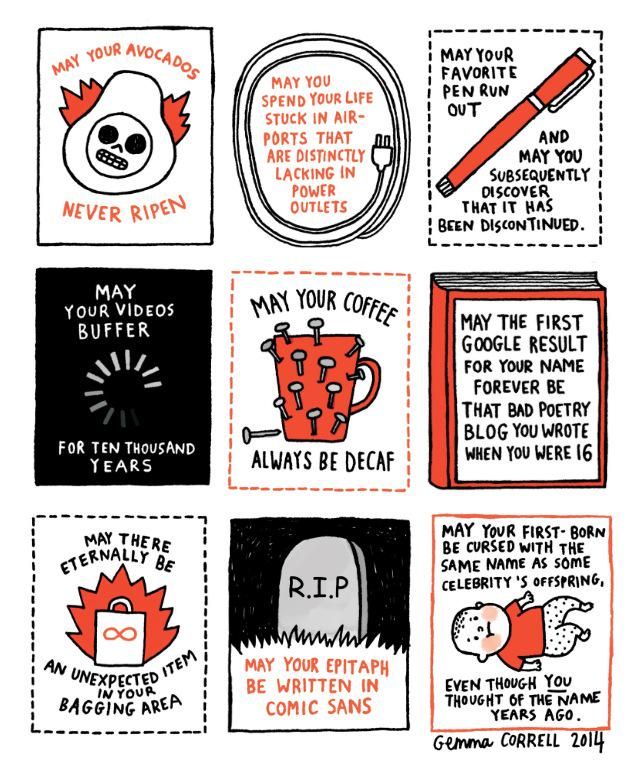 MAY YOUR AVOCADOS
NEVER RIPEN
MAY YOU
SPEND YOUR LIFE
STUCK IN AIR-
PORTS THAT
ARE DISTINCTLY
LACKING IN
POWER
OUTLETS
MAY YOUR
FAVORITE
PEN RUN
OUT
AND
MAY YOU
SUBSEQUENTLY
DISCOVER
THAT IT HAS
BEEN DISCONTINUED.
MAY
YOUR VIDEOS
BUFFER
FOR TEN THOUSAND
YEARS
MAY YOUR COFFEE
ALWAYS BE DECAF
MAY THE FIRST
GOOGLE RESULT
FOR YOUR NAME
FOREVER BE
THAT BAD POETRY
BLOG YOU WROTE
WHEN YOU WERE 16
MAY THERE
ETERNALLY BE
AN UNEXPECTED ITEM
IN YOUR
BAGGING AREA
R.I.P
MAY YOUR EPITAPH
BE WRITTEN IN
COMIC SANS
MAY YOUR FIRST-BORN
BE CURSED WITH THE
SAME NAME AS SOME
CELEBRITY'S OFFSPRING,
EVEN THOUGH YOU
THOUGHT OF THE NAME
YEARS AGO.
Gemma CORRELL 2014